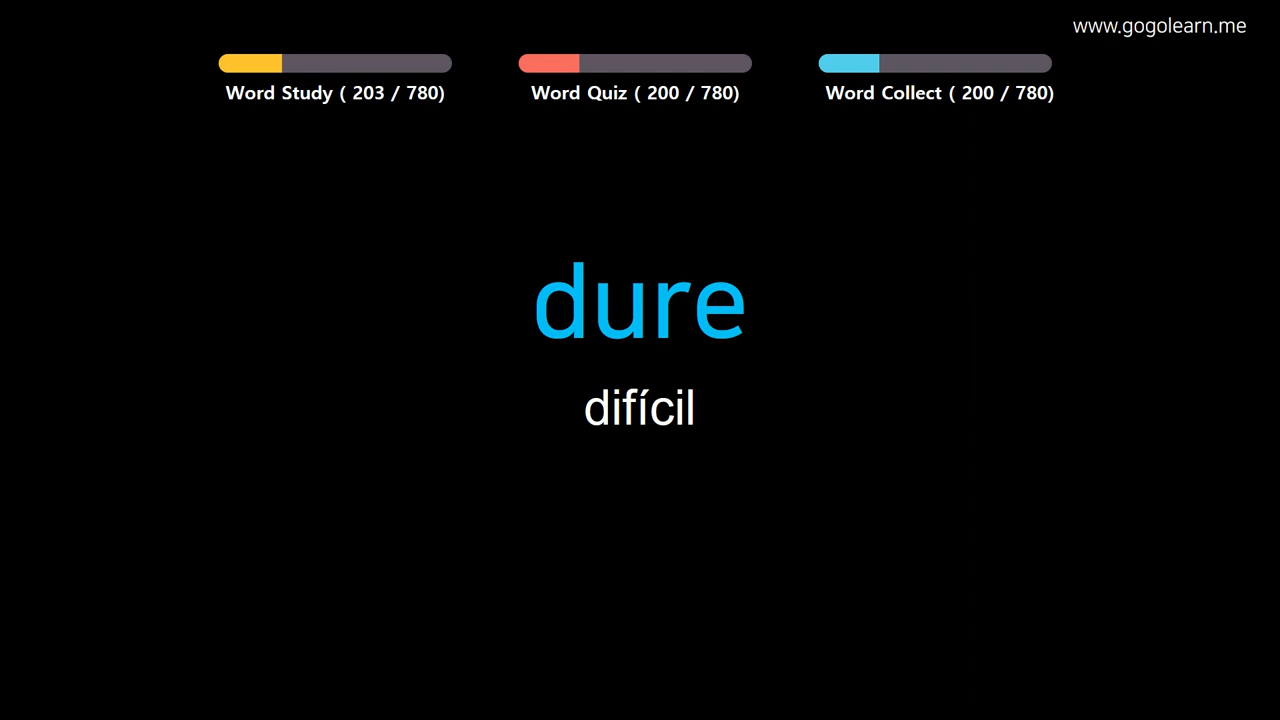 www.gogolearn.me
Word Study ( 203 / 780)
Word Quiz ( 200 / 780)
Word Collect ( 200 / 780)
dure
difícil